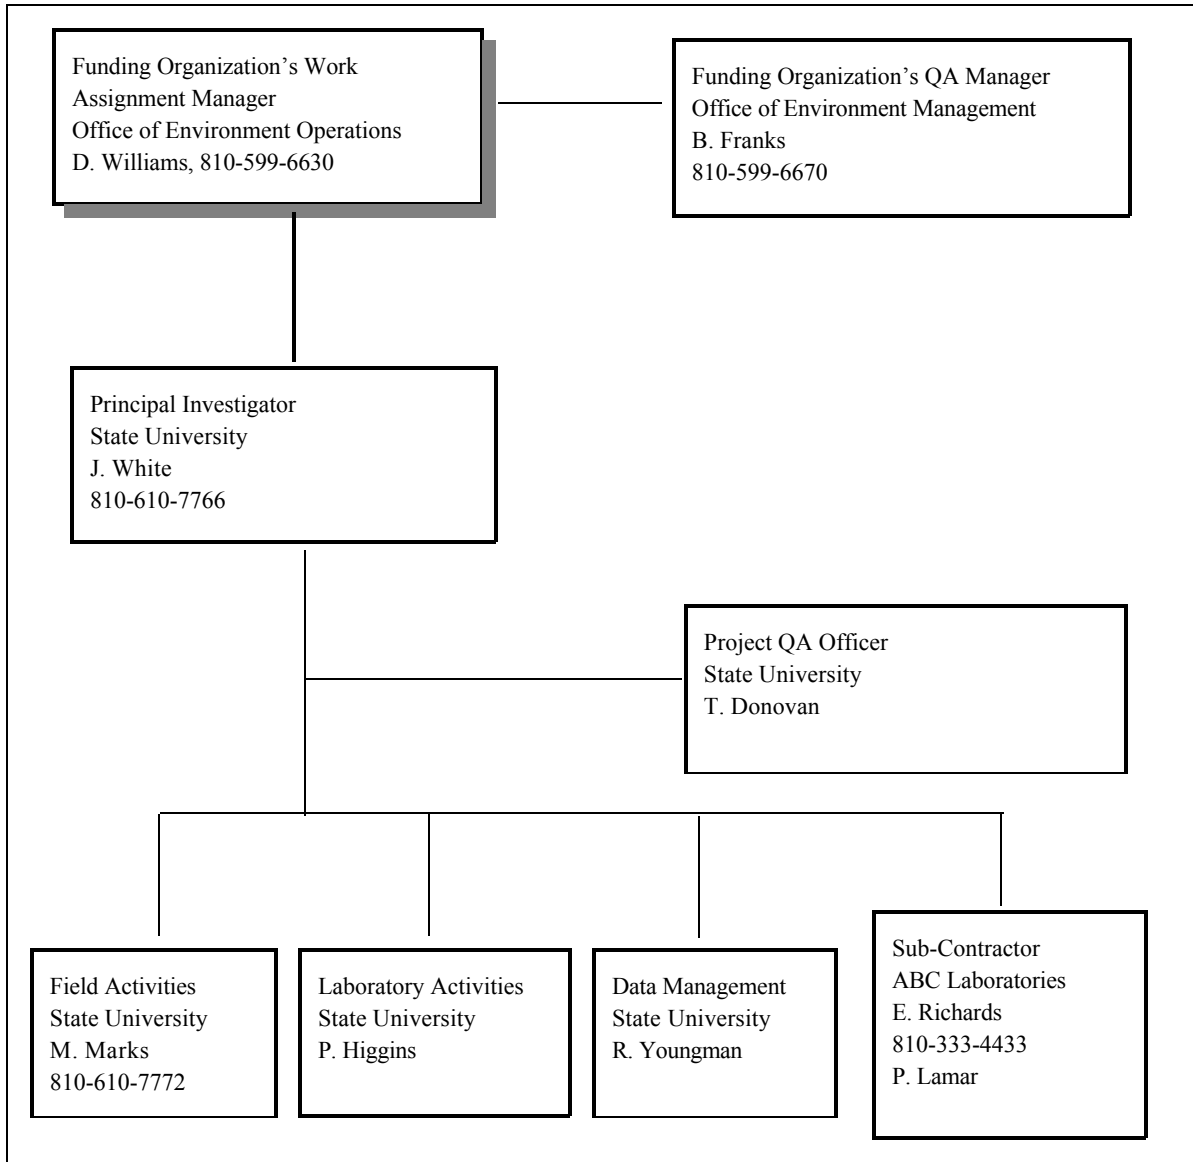 Funding Organization’s Work
Assignment Manager
Office of Environment Operations
D. Williams, 810-599-6630
Funding Organization’s QA Manager
Office of Environment Management
B. Franks
810-599-6670
Principal Investigator
State University
J. White
810-610-7766
Project QA Officer
State University
T. Donovan
Field Activities
State University
M. Marks
810-610-7772
Laboratory Activities
State University
P. Higgins
Data Management
State University
R. Youngman
Sub-Contractor
ABC Laboratories
E. Richards
810-333-4433
P. Lamar